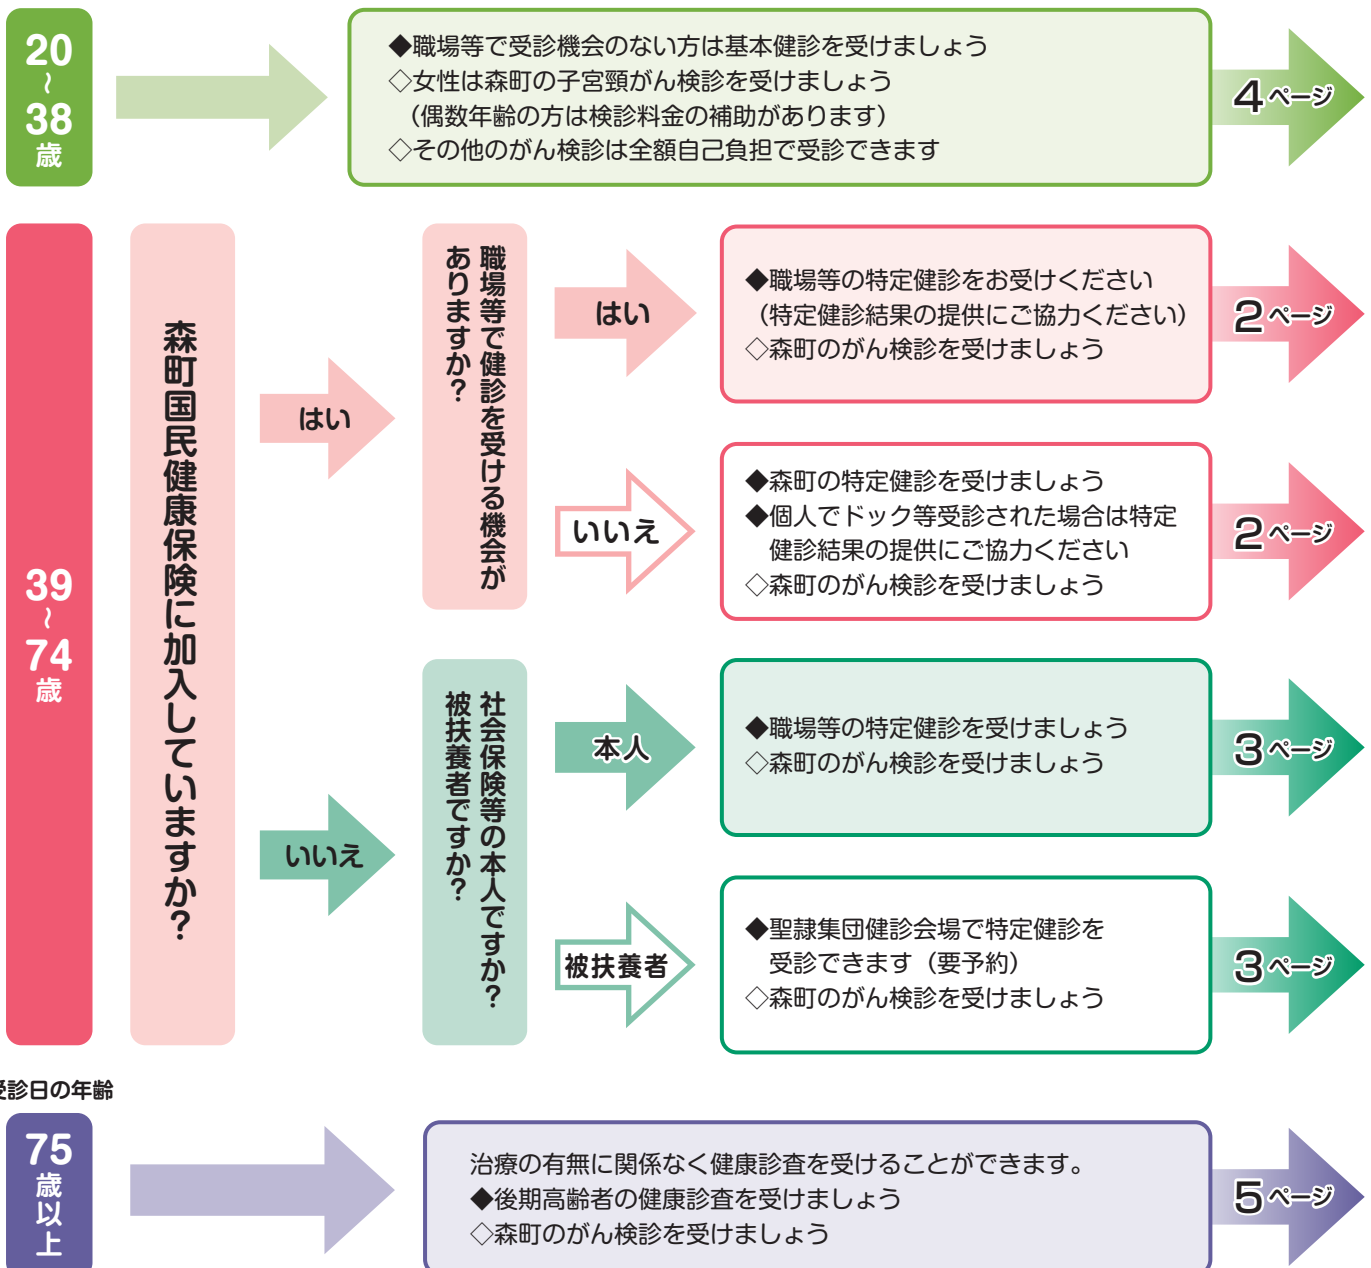 20
~
38
歳
◆職場等で受診機会のない方は基本健診を受けましょう
◇女性は森町の子宮頸がん検診を受けましょう
（偶数年齢の方は検診料金の補助があります）
◇その他のがん検診は全額自己負担で受診できます
4ページ
39
~
74
歳
森町国民健康保険に加入していますか？
はい
職場等で健診を受ける機会が
ありますか？
はい
◆職場等の特定健診をお受けください
（特定健診結果の提供にご協力ください）
◇森町のがん検診を受けましょう
2ページ
いいえ
◆森町の特定健診を受けましょう
◆個人でドック等受診された場合は特定
健診結果の提供にご協力ください
◇森町のがん検診を受けましょう
2ページ
いいえ
社会保険等の本人ですか？
被扶養者ですか？
本人
◆職場等の特定健診を受けましょう
◇森町のがん検診を受けましょう
3ページ
被扶養者
◆聖隷集団健診会場で特定健診を
受診できます（要予約）
◇森町のがん検診を受けましょう
3ページ
受診日の年齢
75
歳
以
上
治療の有無に関係なく健康診査を受けることができます。
◆後期高齢者の健康診査を受けましょう
◇森町のがん検診を受けましょう
5ページ